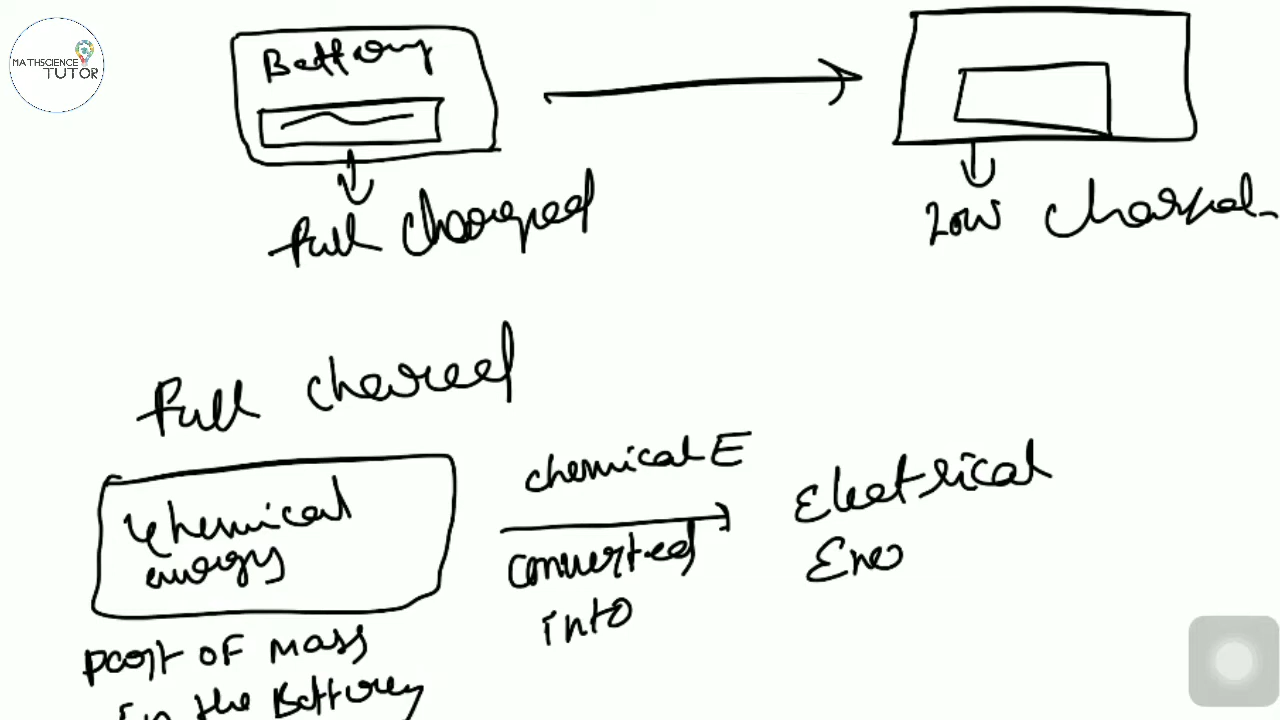 MATHSCIENCE
TUTOR
Battery
full charged
Low charged
full chareed
chemical
energy
chemical E
converted
into
Electrical
Ene
part of mass
in the Battery